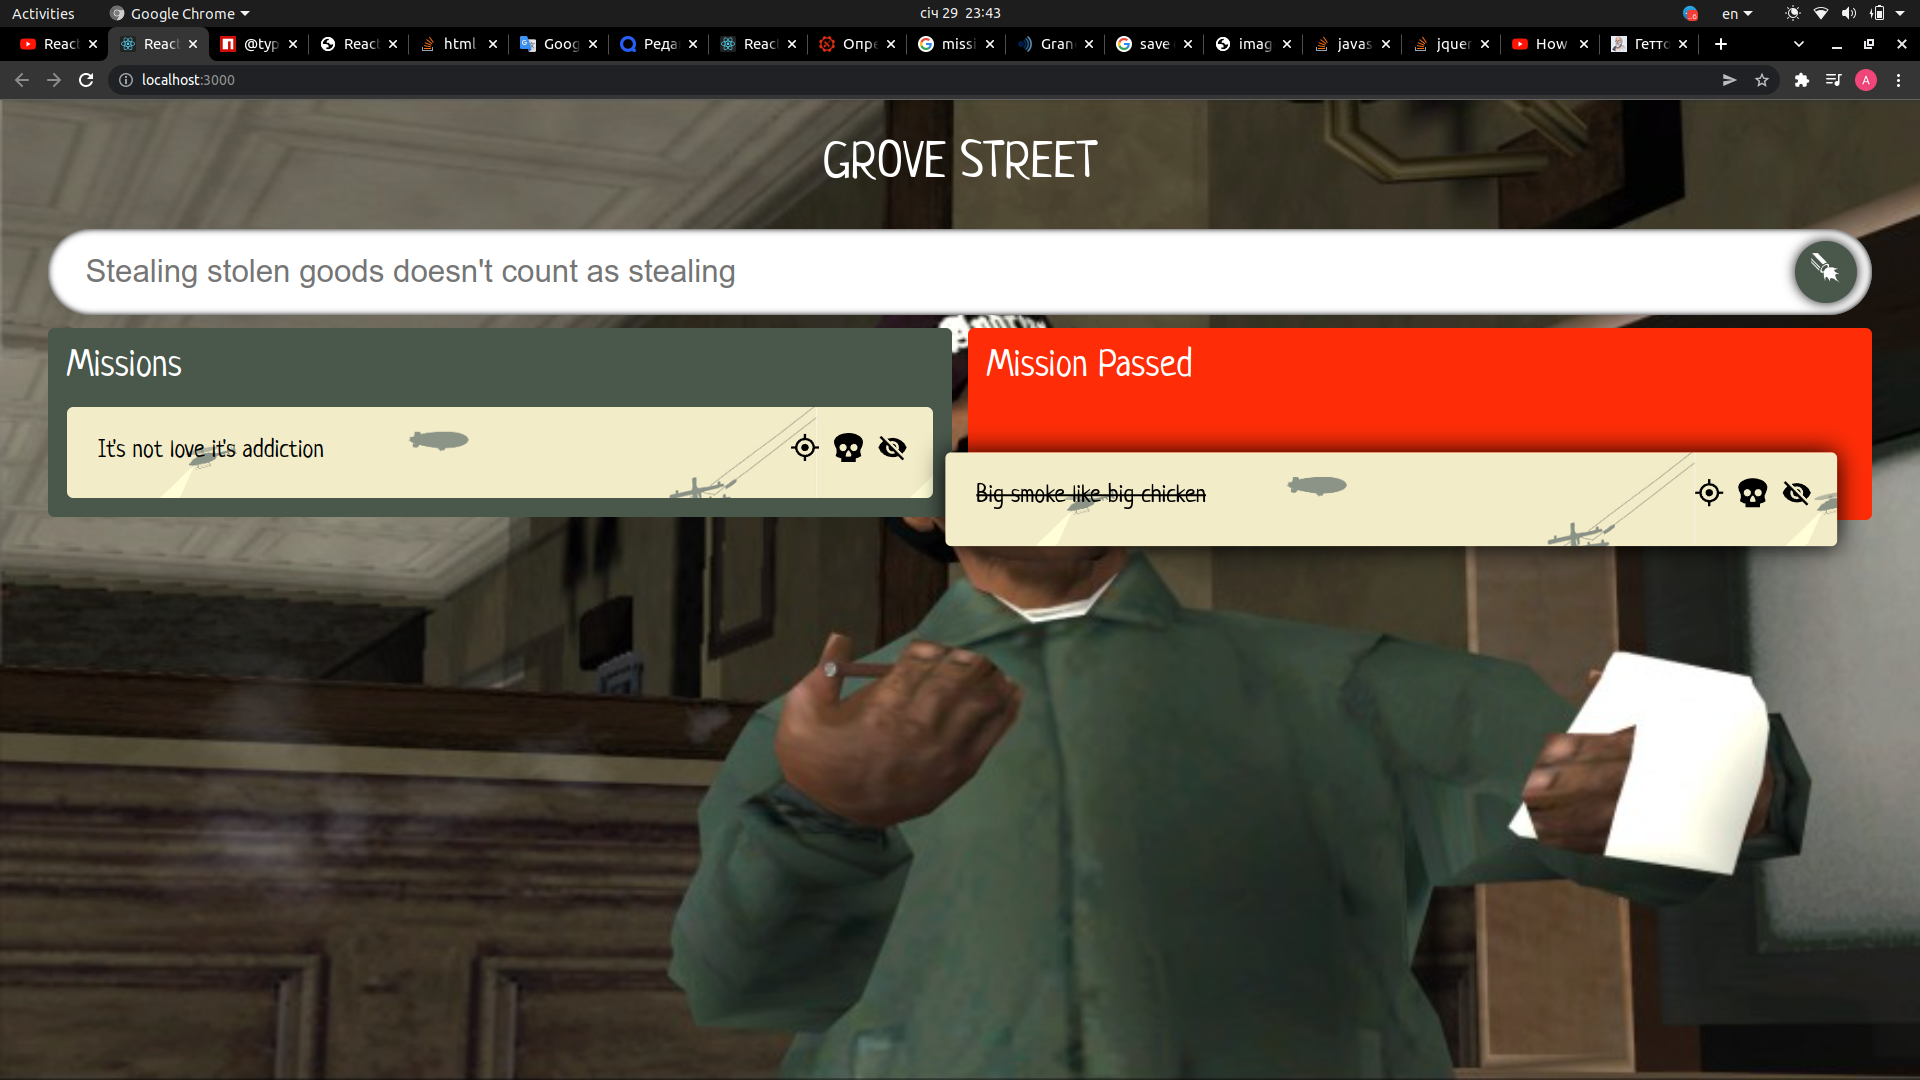 Activities Google Chrome січ 29 23:43 en
React React @typ React html Goog Реда React Опре missi Gran save imag javas jquer How Гетто
localhost:3000 A
GROVE STREET
Stealing stolen goods doesn't count as stealing
Missions
Mission Passed
It's not love it's addiction
Big smoke like big chicken